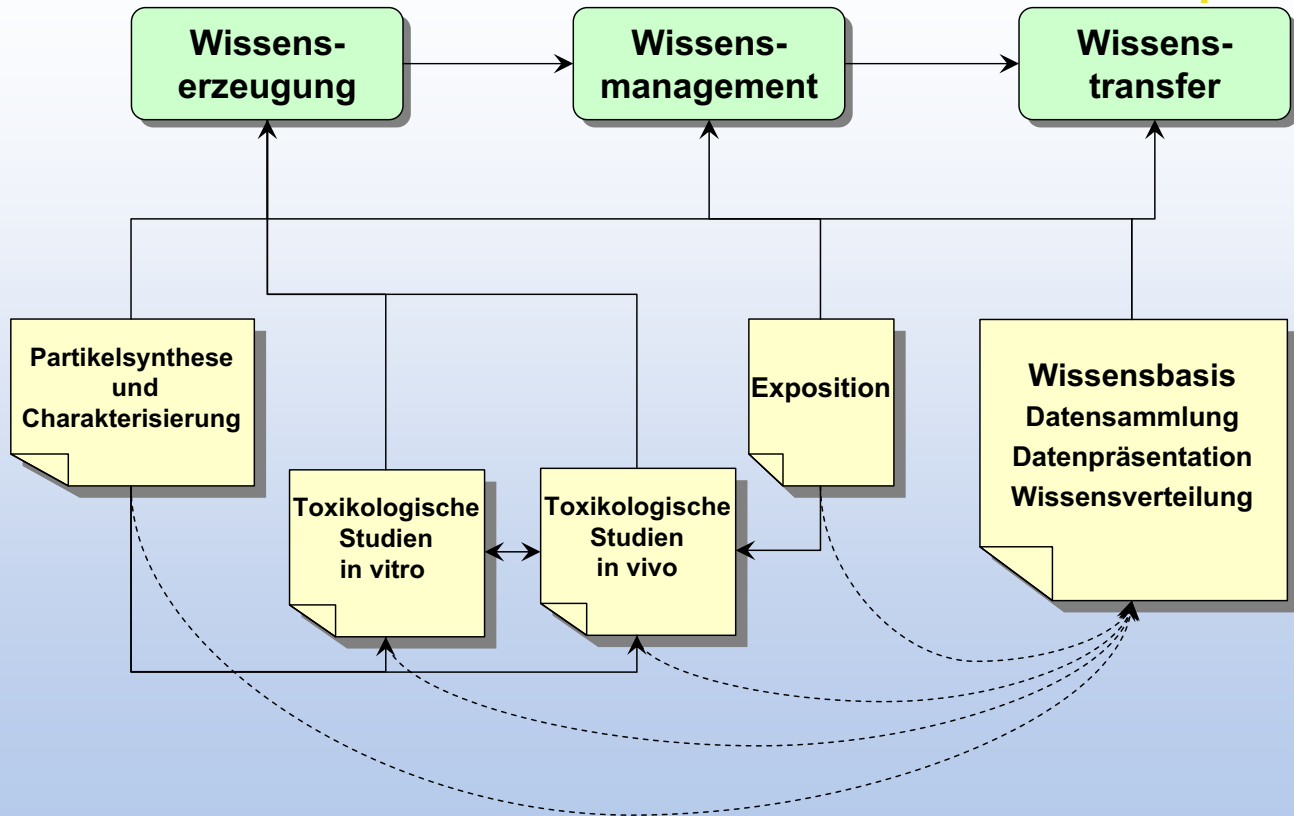 Wissens-
erzeugung
Wissens-
management
Wissens-
transfer
Partikelsynthese
und
Charakterisierung
Toxikologische
Studien
in vitro
Toxikologische
Studien
in vivo
Exposition
Wissensbasis
Datensammlung
Datenpräsentation
Wissensverteilung